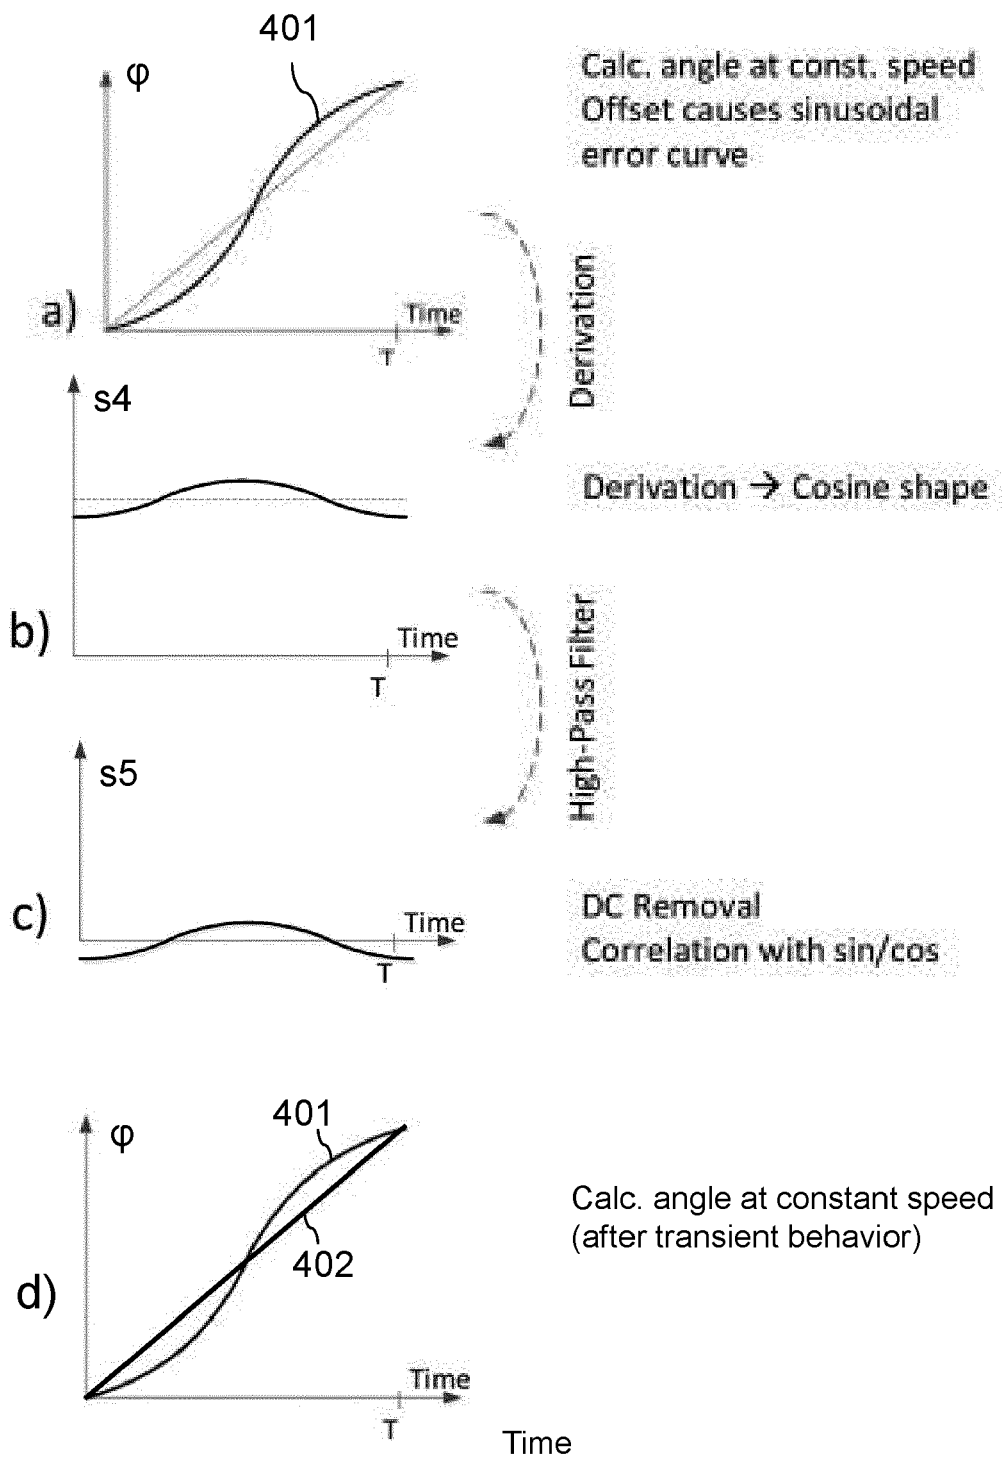 401
φ
Calc. angle at const. speed
Offset causes sinusoidal
error curve
a)
Time
T
Derivation
s4
Derivation → Cosine shape
b)
Time
T
High-Pass Filter
s5
c)
Time
T
DC Removal
Correlation with sin/cos
401
φ
Calc. angle at constant speed
(after transient behavior)
402
d)
Time
T
Time